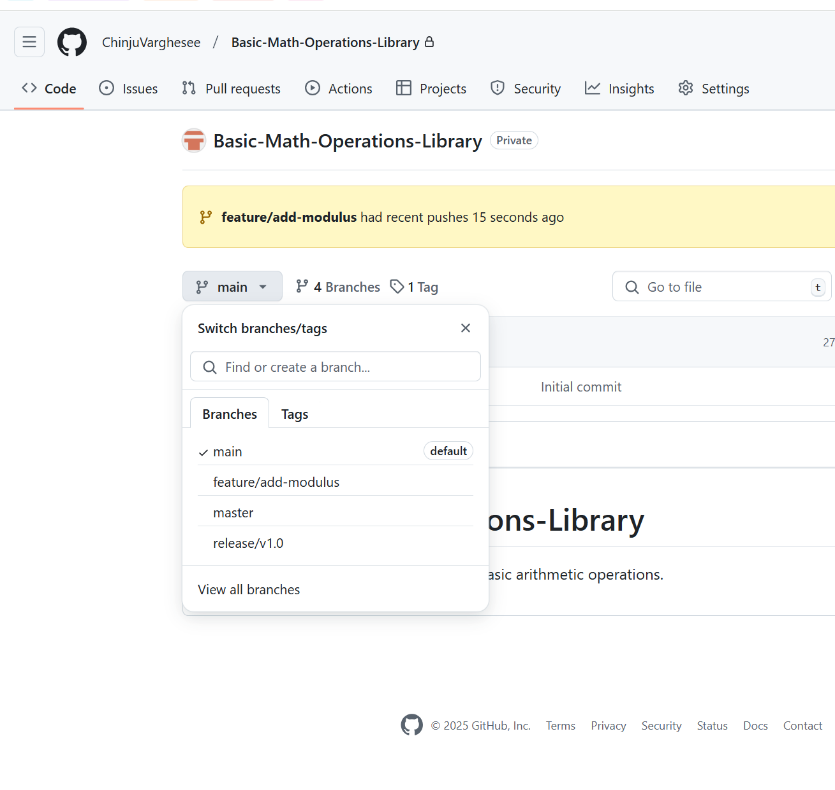 ChinjuVarghesee / Basic-Math-Operations-Library
Code Issues Pull requests Actions Projects Security Insights Settings
Basic-Math-Operations-Library Private
feature/add-modulus had recent pushes 15 seconds ago
main 4 Branches 1 Tag Go to file t
Switch branches/tags
27
Find or create a branch...
Initial commit
Branches Tags
main default
feature/add-modulus
master
ons-Library
release/v1.0
asic arithmetic operations.
View all branches
© 2025 GitHub, Inc. Terms Privacy Security Status Docs Contact